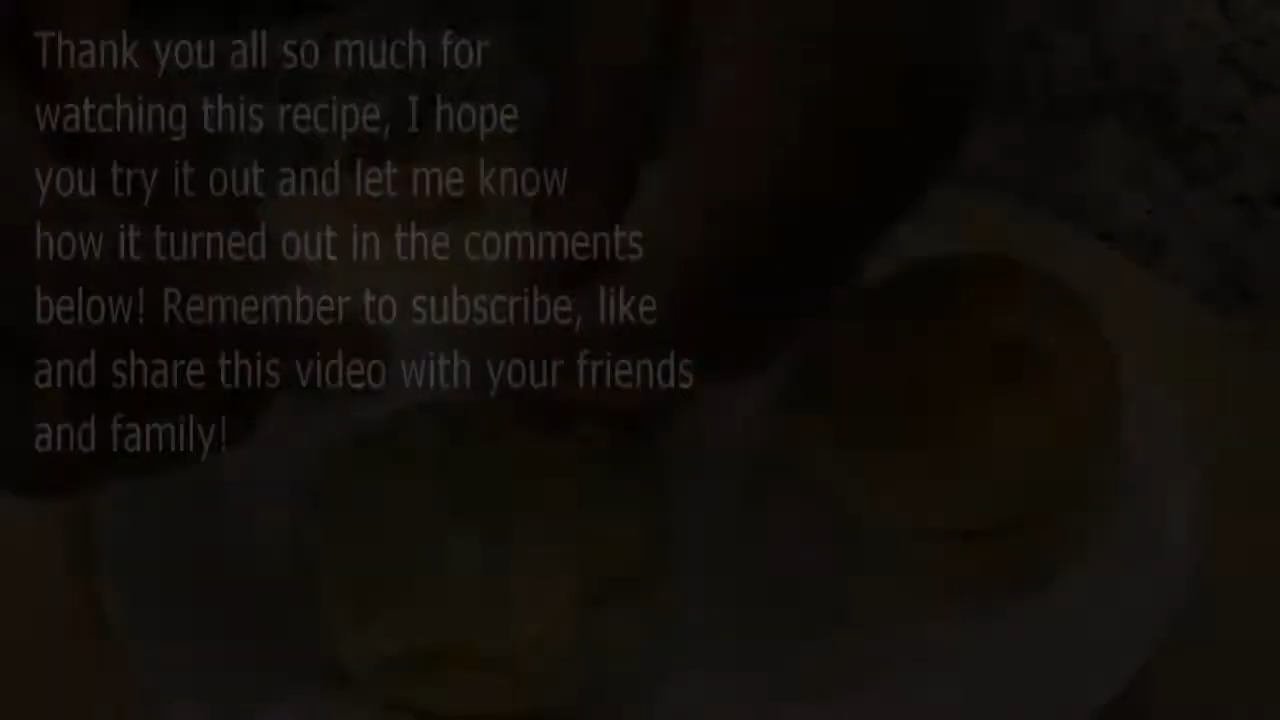 Thank you all so much for
watching this recipe, I hope
you try it out and let me know
how it turned out in the comments
below! Remember to subscribe, like
and share this video with your friends
and family!